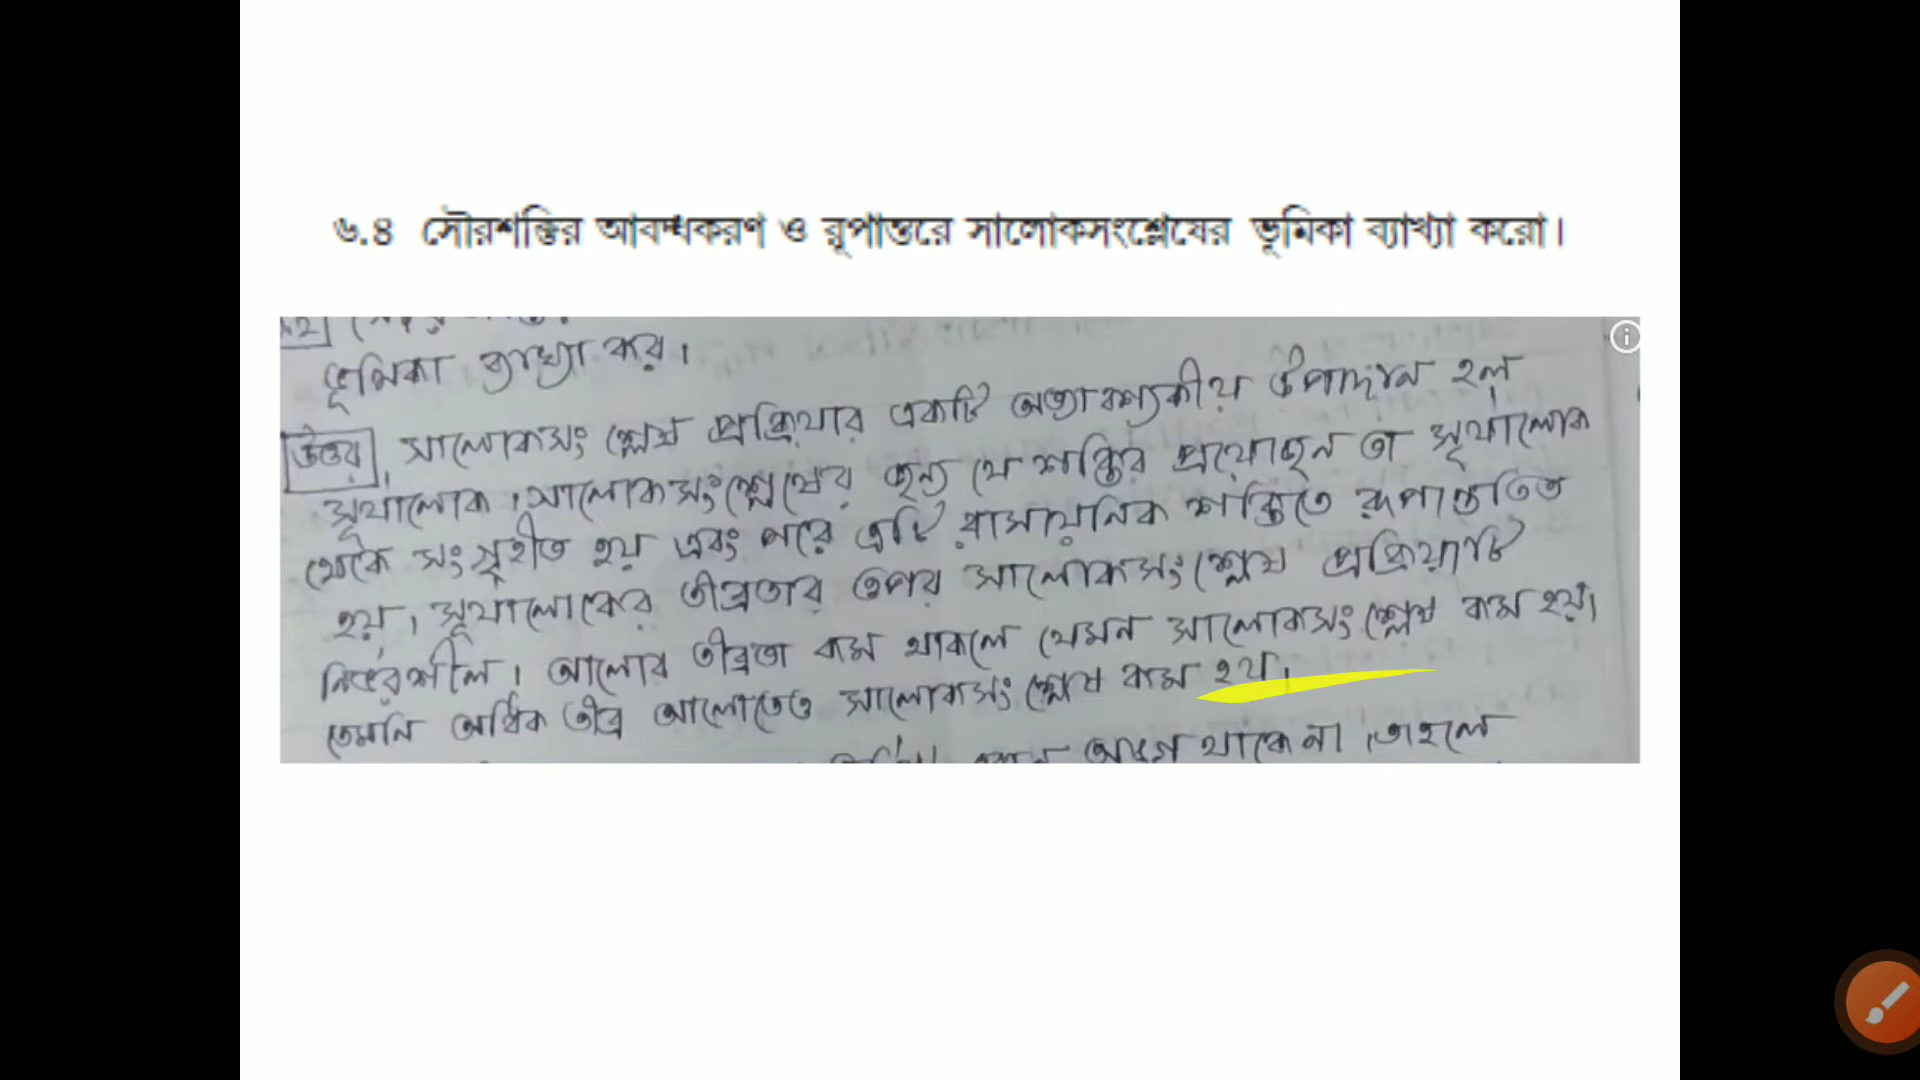 ৬.৪ সৌরশক্তির আবদ্ধকরণ ও রূপান্তরে সালোকসংশ্লেষের ভূমিকা ব্যাখ্যা করো।
ভূমিকা ব্যাখ্যা কর।
উত্তর সালোকসংশ্লেষ প্রক্রিয়ার একটি অত্যাবশ্যকীয় উপাদান হল
সূর্যালোক। সালোকসংশ্লেষের জন্য যে শক্তির প্রয়োজন তা সূর্যালোক
থেকে সংগৃহীত হয় এবং পরে এটি রাসায়নিক শক্তিতে রূপান্তরিত
হয়। সূর্যালোকের তীব্রতার ওপর সালোকসংশ্লেষ প্রক্রিয়াটি
নির্ভরশীল। আলোর তীব্রতা কম থাকলে যেমন সালোকসংশ্লেষ কম হয়।
তেমনি অধিক তীব্র আলোতেও সালোকসংশ্লেষ কম হয়।
থাকেনা। তাহলে